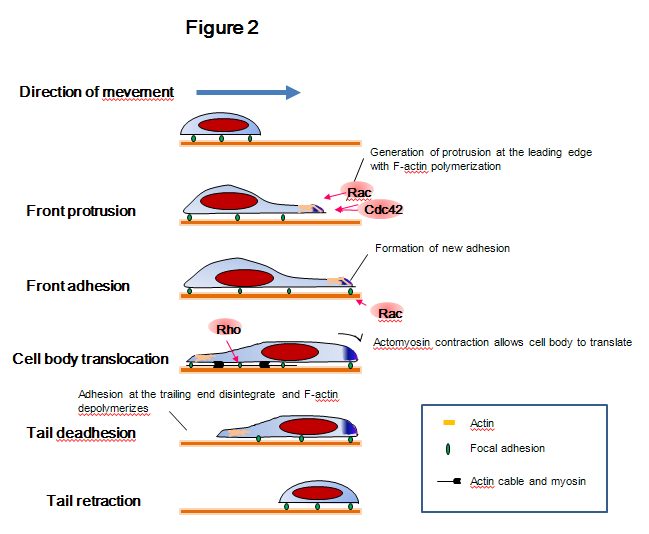 Figure 2
Direction of mevement
Generation of protrusion at the leading edge
with F-actin polymerization
Rac
Cdc42
Front protrusion
Formation of new adhesion
Front adhesion
Rac
Rho
Actomyosin contraction allows cell body to translate
Cell body translocation
Adhesion at the trailing end disintegrate and F-actin
depolymerizes
Tail deadhesion
Actin
Focal adhesion
Actin cable and myosin
Tail retraction